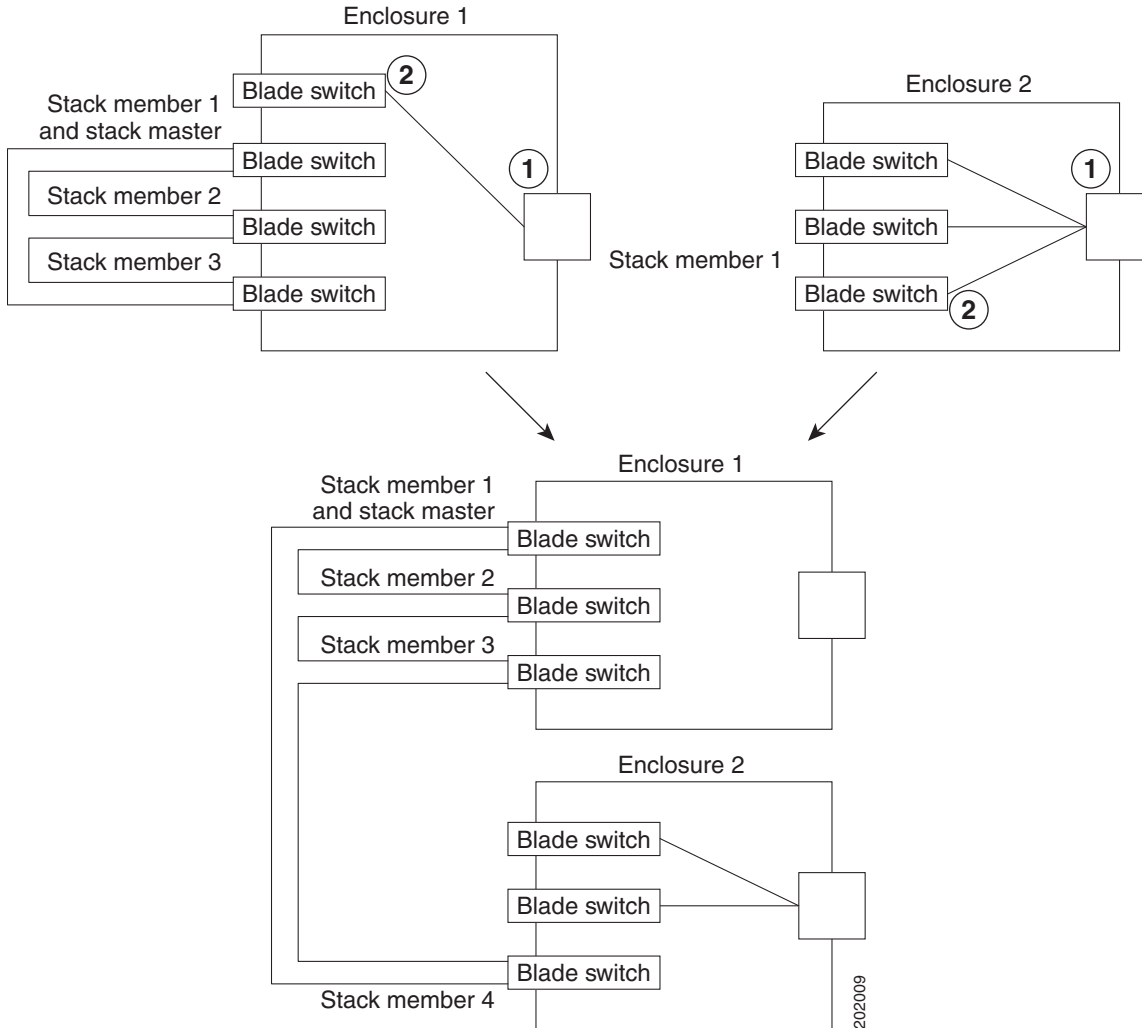 Enclosure 1
Blade switch
2
Stack member 1
and stack master
Blade switch
1
Stack member 2
Blade switch
Stack member 3
Blade switch
Enclosure 2
Blade switch
1
Blade switch
Stack member 1
Blade switch
2
Enclosure 1
Stack member 1
and stack master
Blade switch
Stack member 2
Blade switch
Stack member 3
Blade switch
Enclosure 2
Blade switch
Blade switch
Blade switch
Stack member 4
202009